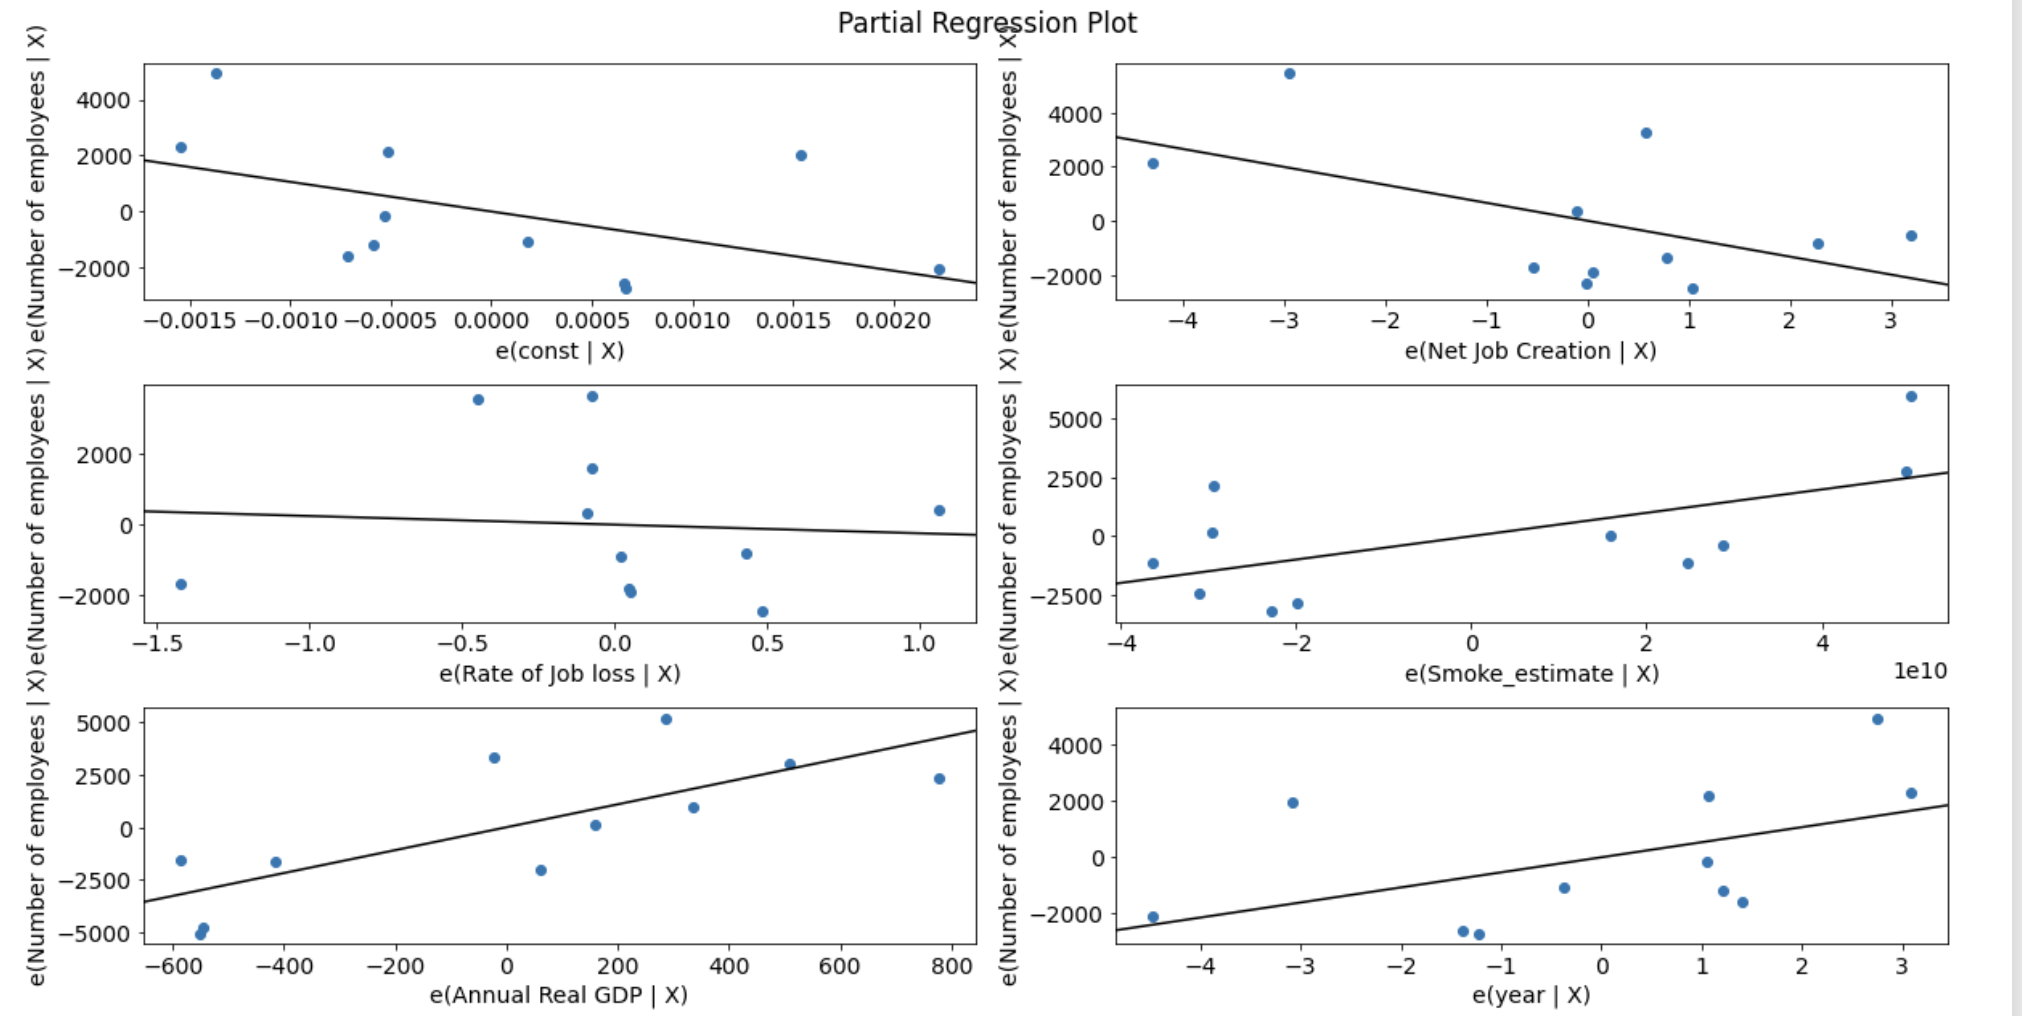 Partial Regression Plot
e(Number of employees | X)
4000
2000
0
−2000
−0.0015 −0.0010 −0.0005 0.0000 0.0005 0.0010 0.0015 0.0020
e(const | X)
e(Number of employees | X)
4000
2000
0
−2000
−4 −3 −2 −1 0 1 2 3
e(Net Job Creation | X)
e(Number of employees | X)
2000
0
−2000
−1.5 −1.0 −0.5 0.0 0.5 1.0
e(Rate of Job loss | X)
e(Number of employees | X)
5000
2500
0
−2500
−4 −2 0 2 4
1e10
e(Smoke_estimate | X)
e(Number of employees | X)
5000
2500
0
−2500
−5000
−600 −400 −200 0 200 400 600 800
e(Annual Real GDP | X)
e(Number of employees | X)
4000
2000
0
−2000
−4 −3 −2 −1 0 1 2 3
e(year | X)